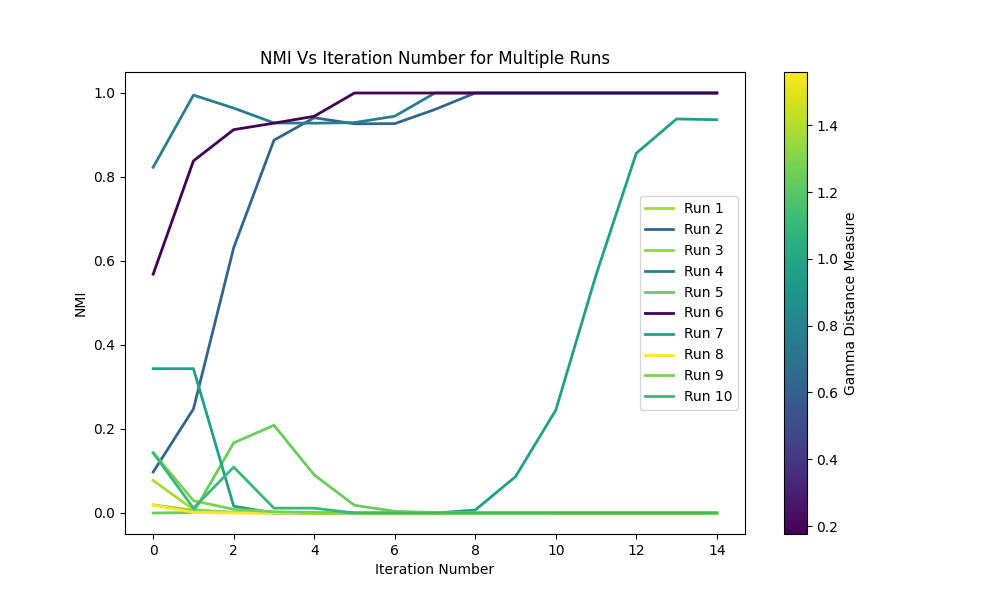 NMI Vs Iteration Number for Multiple Runs
NMI
1.0
0.8
0.6
0.4
0.2
0.0
0
2
4
6
8
10
12
14
Iteration Number
Run 1
Run 2
Run 3
Run 4
Run 5
Run 6
Run 7
Run 8
Run 9
Run 10
1.4
1.2
1.0
0.8
0.6
0.4
0.2
Gamma Distance Measure